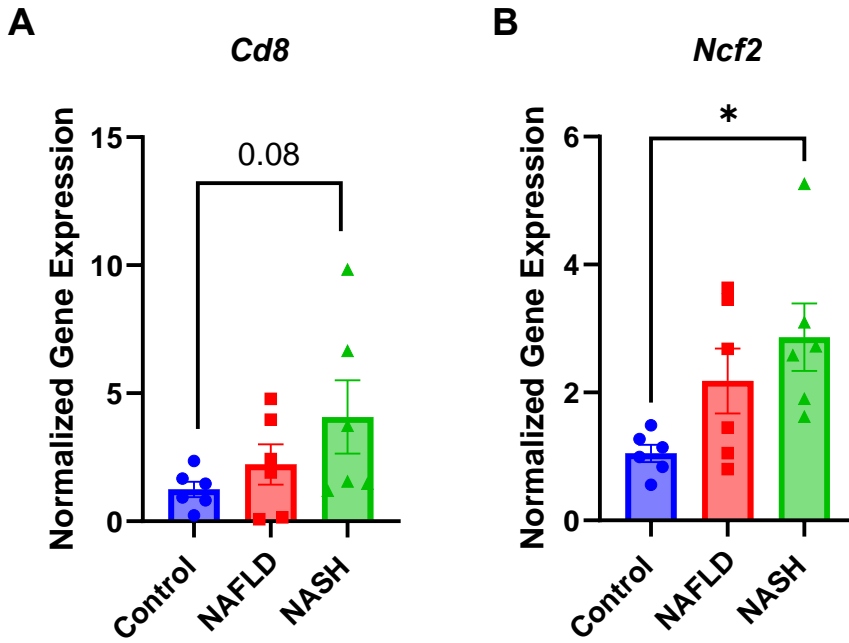 A
Cd8
Normalized Gene Expression
15
10
5
0
0.08
Control
NAFLD
NASH
B
Ncf2
Normalized Gene Expression
6
4
2
0
*
Control
NAFLD
NASH